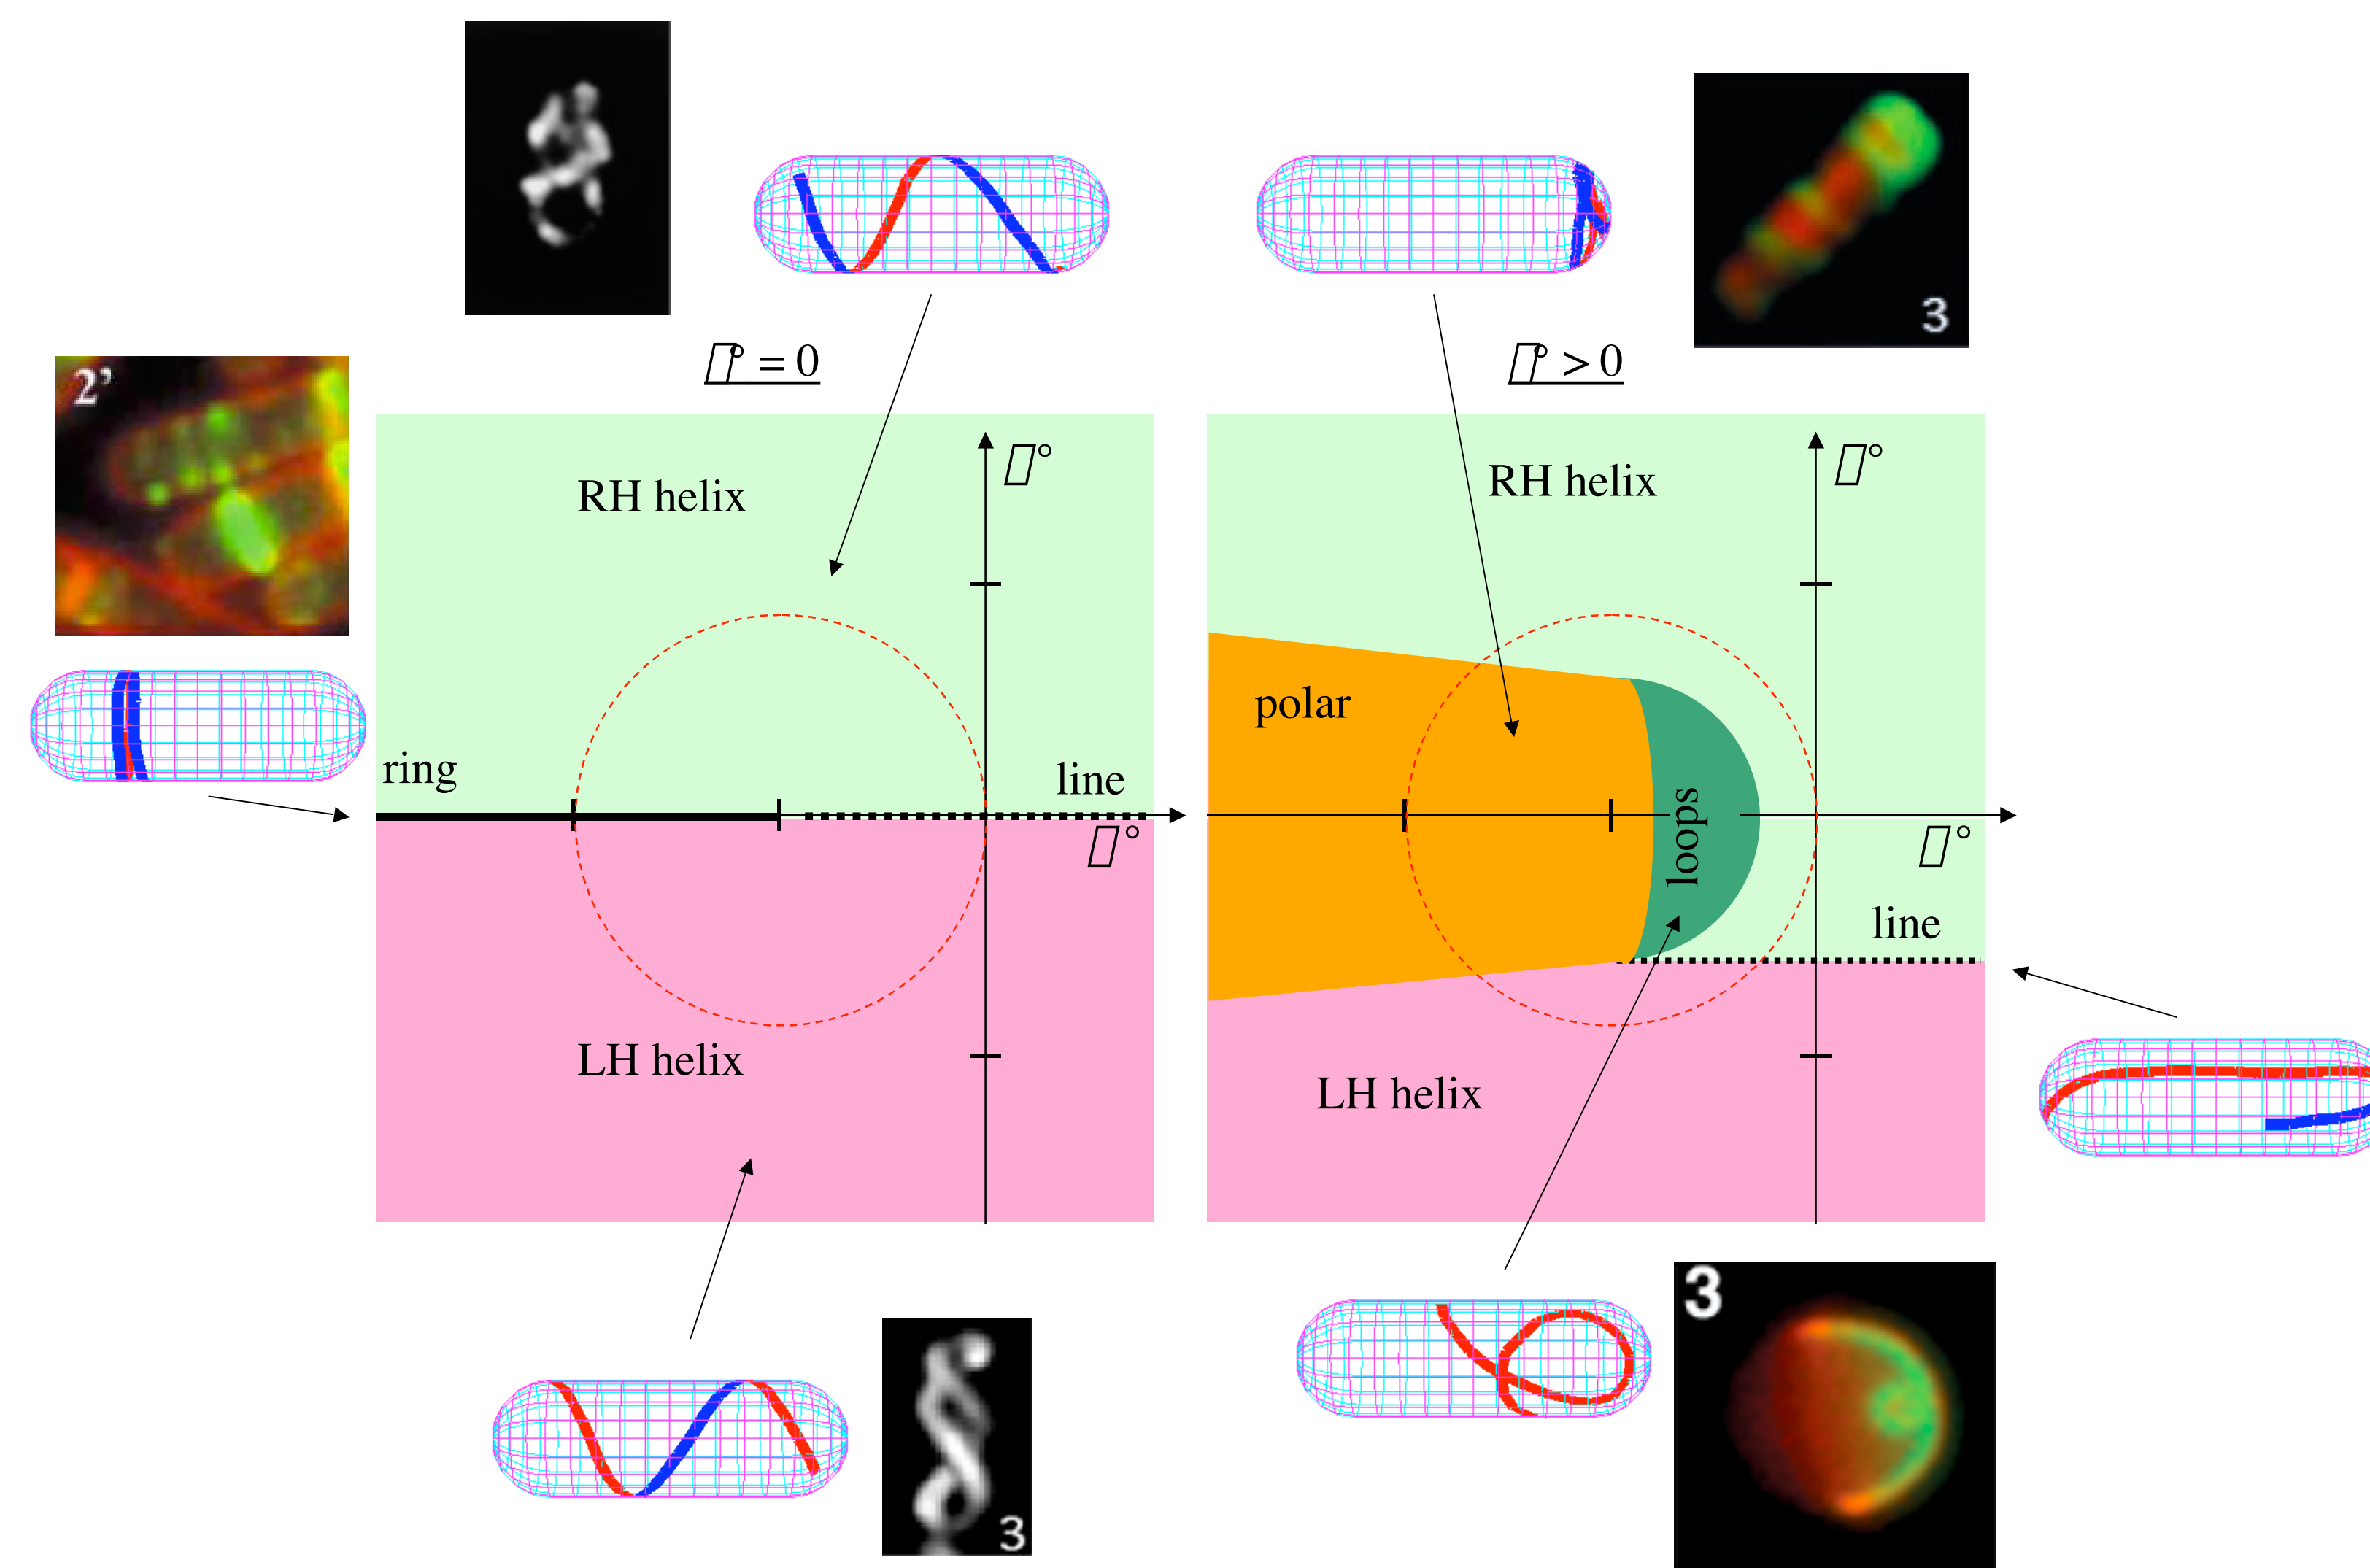 3
▯° = 0
▯° > 0
2’
▯°
▯°
RH helix
RH helix
polar
ring
line
loops
▯°
▯°
line
LH helix
LH helix
3
3